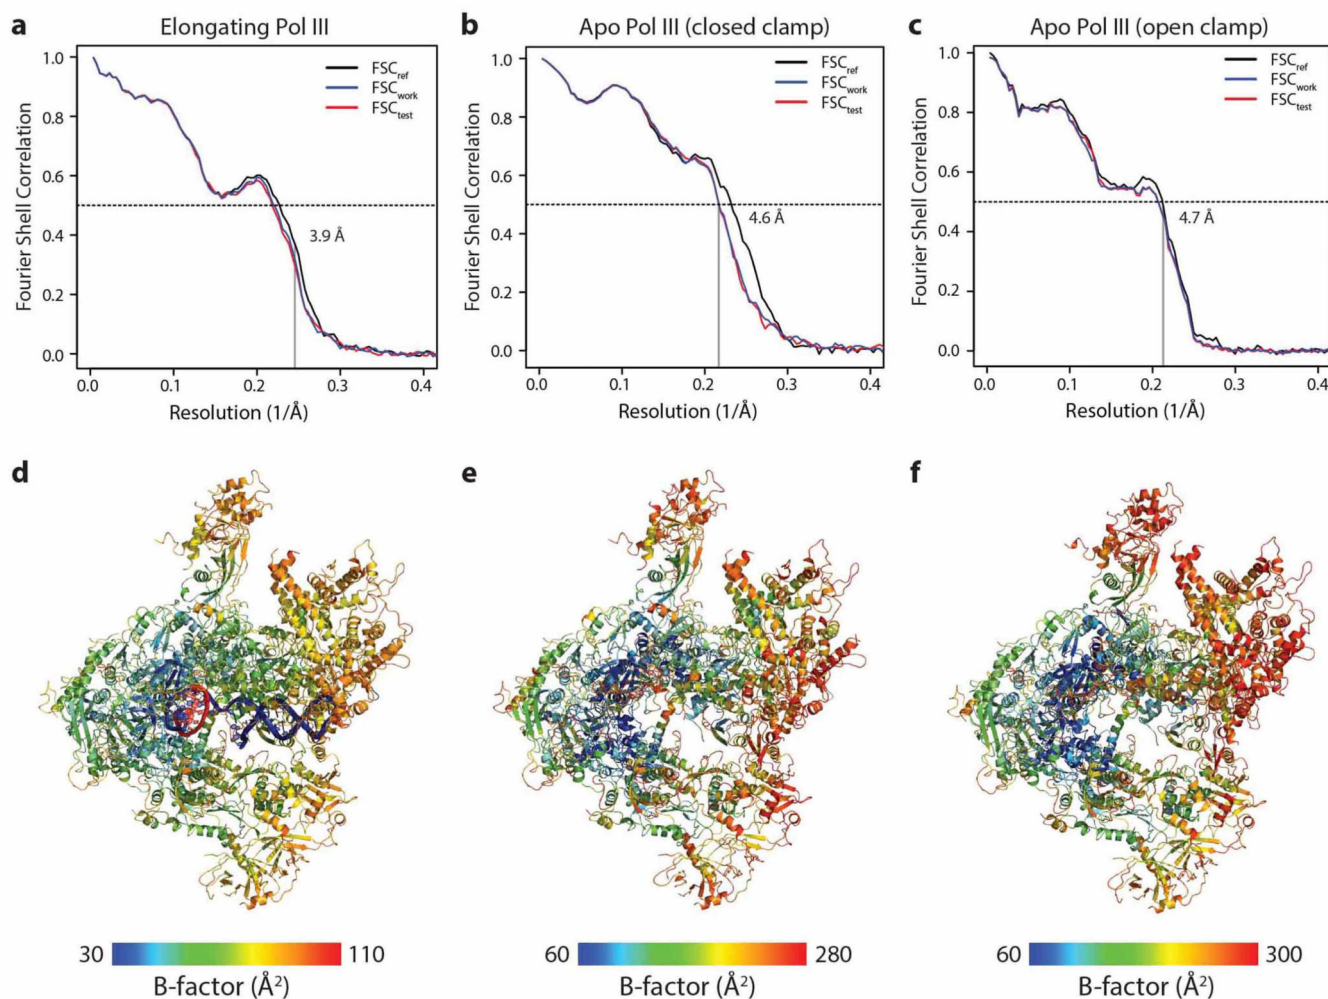 a
Elongating Pol III
Fourier Shell Correlation
1.0
0.8
0.6
0.4
0.2
0.0
FSCref
FSCwork
FSCtest
3.9 Å
0.0 0.1 0.2 0.3 0.4
Resolution (1/Å)
b
Apo Pol III (closed clamp)
Fourier Shell Correlation
1.0
0.8
0.6
0.4
0.2
0.0
FSCref
FSCwork
FSCtest
4.6 Å
0.0 0.1 0.2 0.3 0.4
Resolution (1/Å)
c
Apo Pol III (open clamp)
Fourier Shell Correlation
1.0
0.8
0.6
0.4
0.2
0.0
FSCref
FSCwork
FSCtest
4.7 Å
0.0 0.1 0.2 0.3 0.4
Resolution (1/Å)
d
30 110
B-factor (Å²)
e
60 280
B-factor (Å²)
f
60 300
B-factor (Å²)